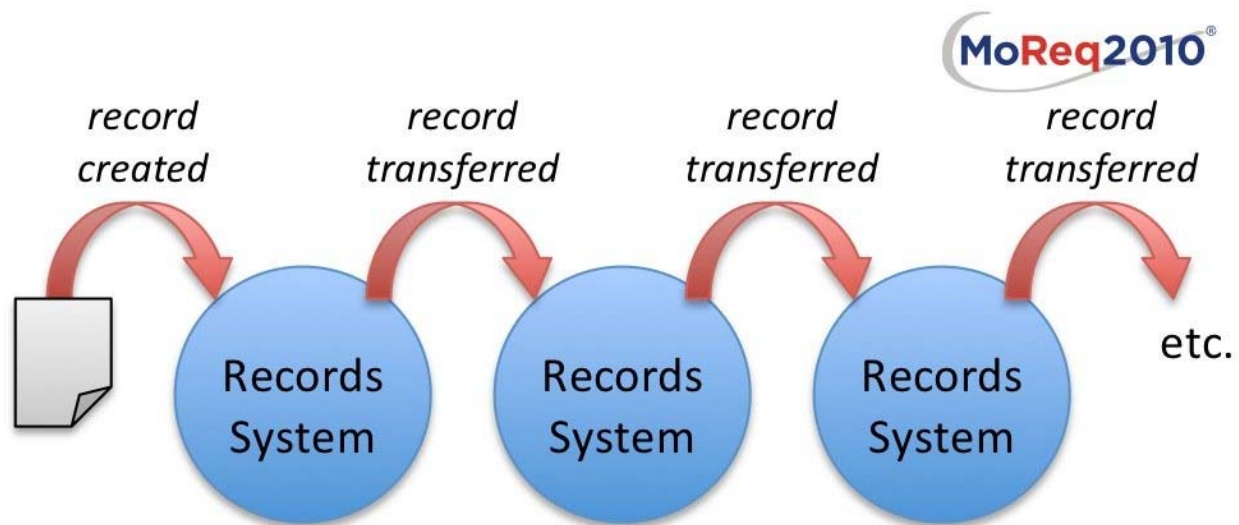 MoReq2010®
record
created
record
transferred
record
transferred
record
transferred
Records
System
Records
System
Records
System
etc.